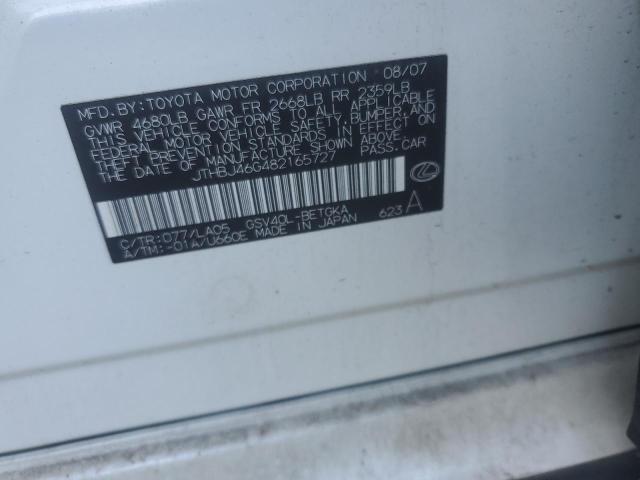 MFD. BY: TOYOTA MOTOR CORPORATION 08/07
GVWR 4680LB GAWR FR 2668LB RR 2359LB
THIS VEHICLE CONFORMS TO ALL APPLICABLE
FEDERAL MOTOR VEHICLE SAFETY, BUMPER, AND
THEFT PREVENTION STANDARDS IN EFFECT ON
THE DATE OF MANUFACTURE SHOWN ABOVE.
JTHBJ46G482165727 PASS. CAR
C/TR: 077/LA05 GSV40L-BETGKA 623 A
A/TM: -01A/U660E MADE IN JAPAN